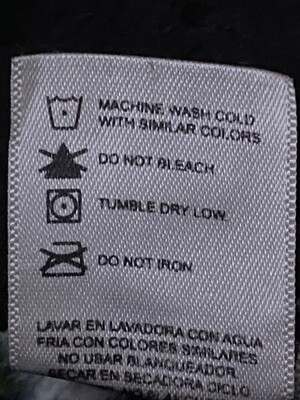 MACHINE WASH COLD
WITH SIMILAR COLORS
DO NOT BLEACH
TUMBLE DRY LOW
DO NOT IRON
LAVAR EN LAVADORA CON AGUA
FRIA CON COLORES SIMILARES
NO USAR BLANQUEADOR
SECAR EN SECADORA CICLO